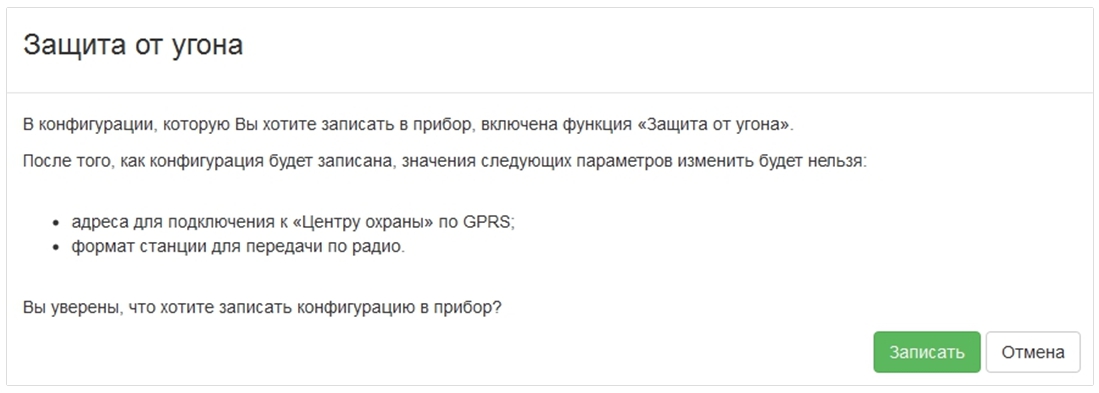 Защита от угона
В конфигурации, которую Вы хотите записать в прибор, включена функция «Защита от угона».
После того, как конфигурация будет записана, значения следующих параметров изменить будет нельзя:
• адреса для подключения к «Центру охраны» по GPRS;
• формат станции для передачи по радио.
Вы уверены, что хотите записать конфигурацию в прибор?
Записать Отмена